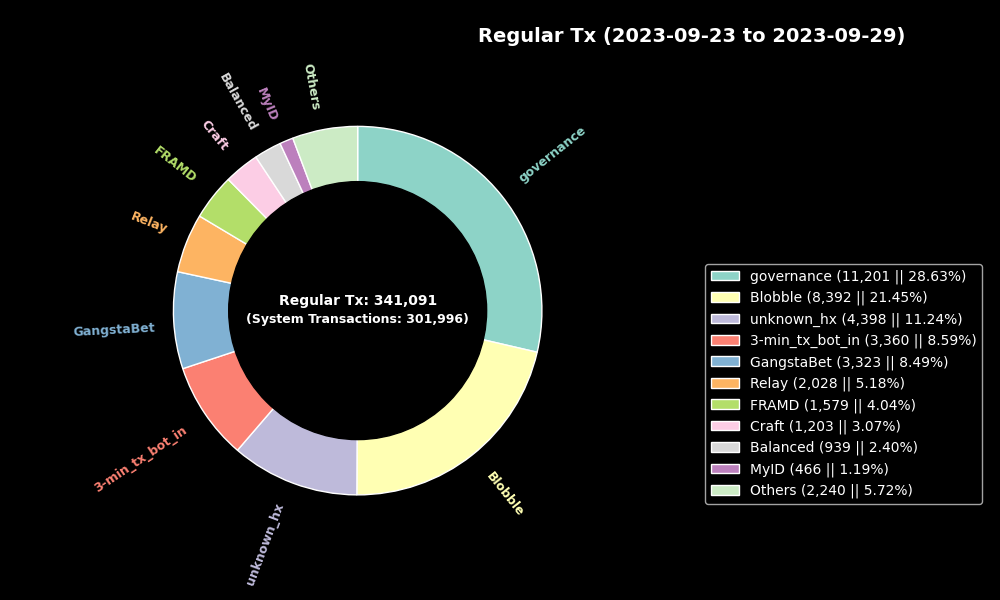 Regular Tx (2023-09-23 to 2023-09-29)
Others
MyID
Balanced
Craft
FRAMD
Relay
GangstaBet
3-min_tx_bot_in
unknown_hx
Blobble
governance
Regular Tx: 341,091
(System Transactions: 301,996)
governance (11,201 || 28.63%)
Blobble (8,392 || 21.45%)
unknown_hx (4,398 || 11.24%)
3-min_tx_bot_in (3,360 || 8.59%)
GangstaBet (3,323 || 8.49%)
Relay (2,028 || 5.18%)
FRAMD (1,579 || 4.04%)
Craft (1,203 || 3.07%)
Balanced (939 || 2.40%)
MyID (466 || 1.19%)
Others (2,240 || 5.72%)